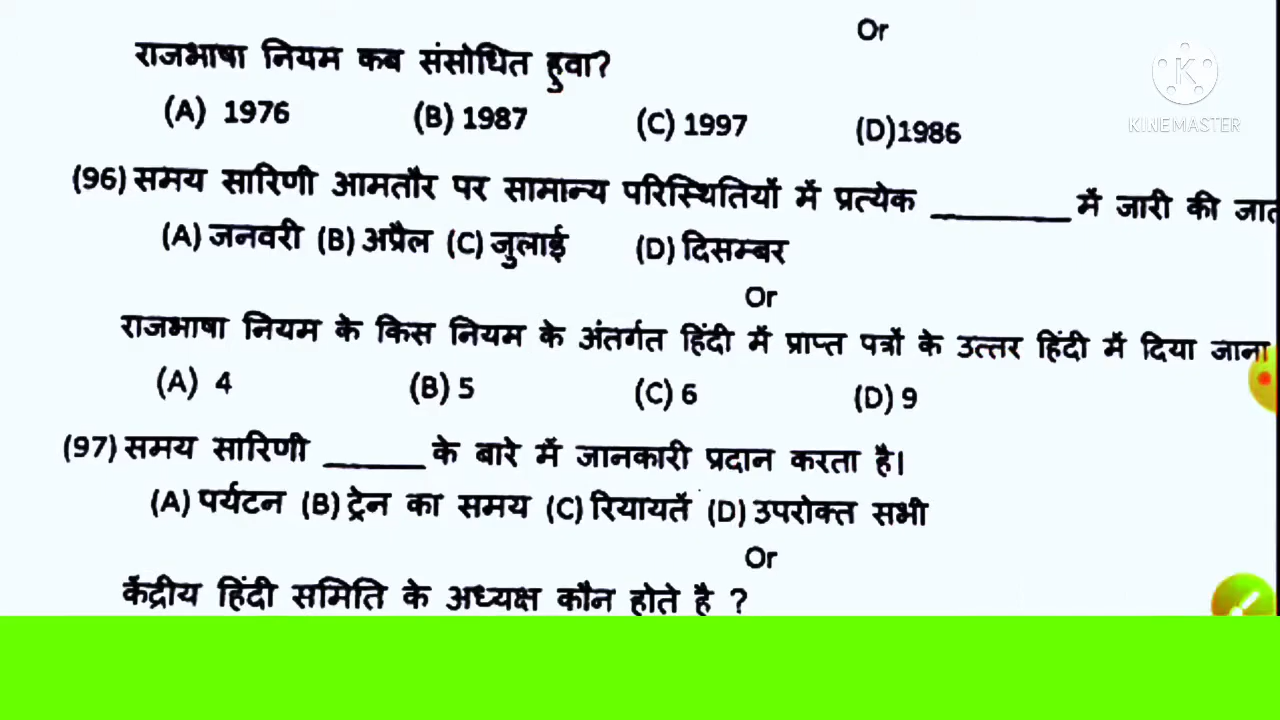 Or
राजभाषा नियम कब संसोधित हुवा?
(A) 1976 (B) 1987 (C) 1997 (D)1986
KINEMASTER
(96) समय सारिणी आमतौर पर सामान्य परिस्थितियों में प्रत्येक ________ में जारी की
(A) जनवरी (B) अप्रैल (C) जुलाई (D) दिसम्बर
Or
राजभाषा नियम के किस नियम के अंतर्गत हिंदी में प्राप्त पत्रों के उत्तर हिंदी में दिया जाना
(A) 4 (B) 5 (C) 6 (D) 9
(97) समय सारिणी ______ के बारे में जानकारी प्रदान करता है।
(A) पर्यटन (B) ट्रेन का समय (C) रियायतें (D) उपरोक्त सभी
Or
केंद्रीय हिंदी समिति के अध्यक्ष कौन होते है ?